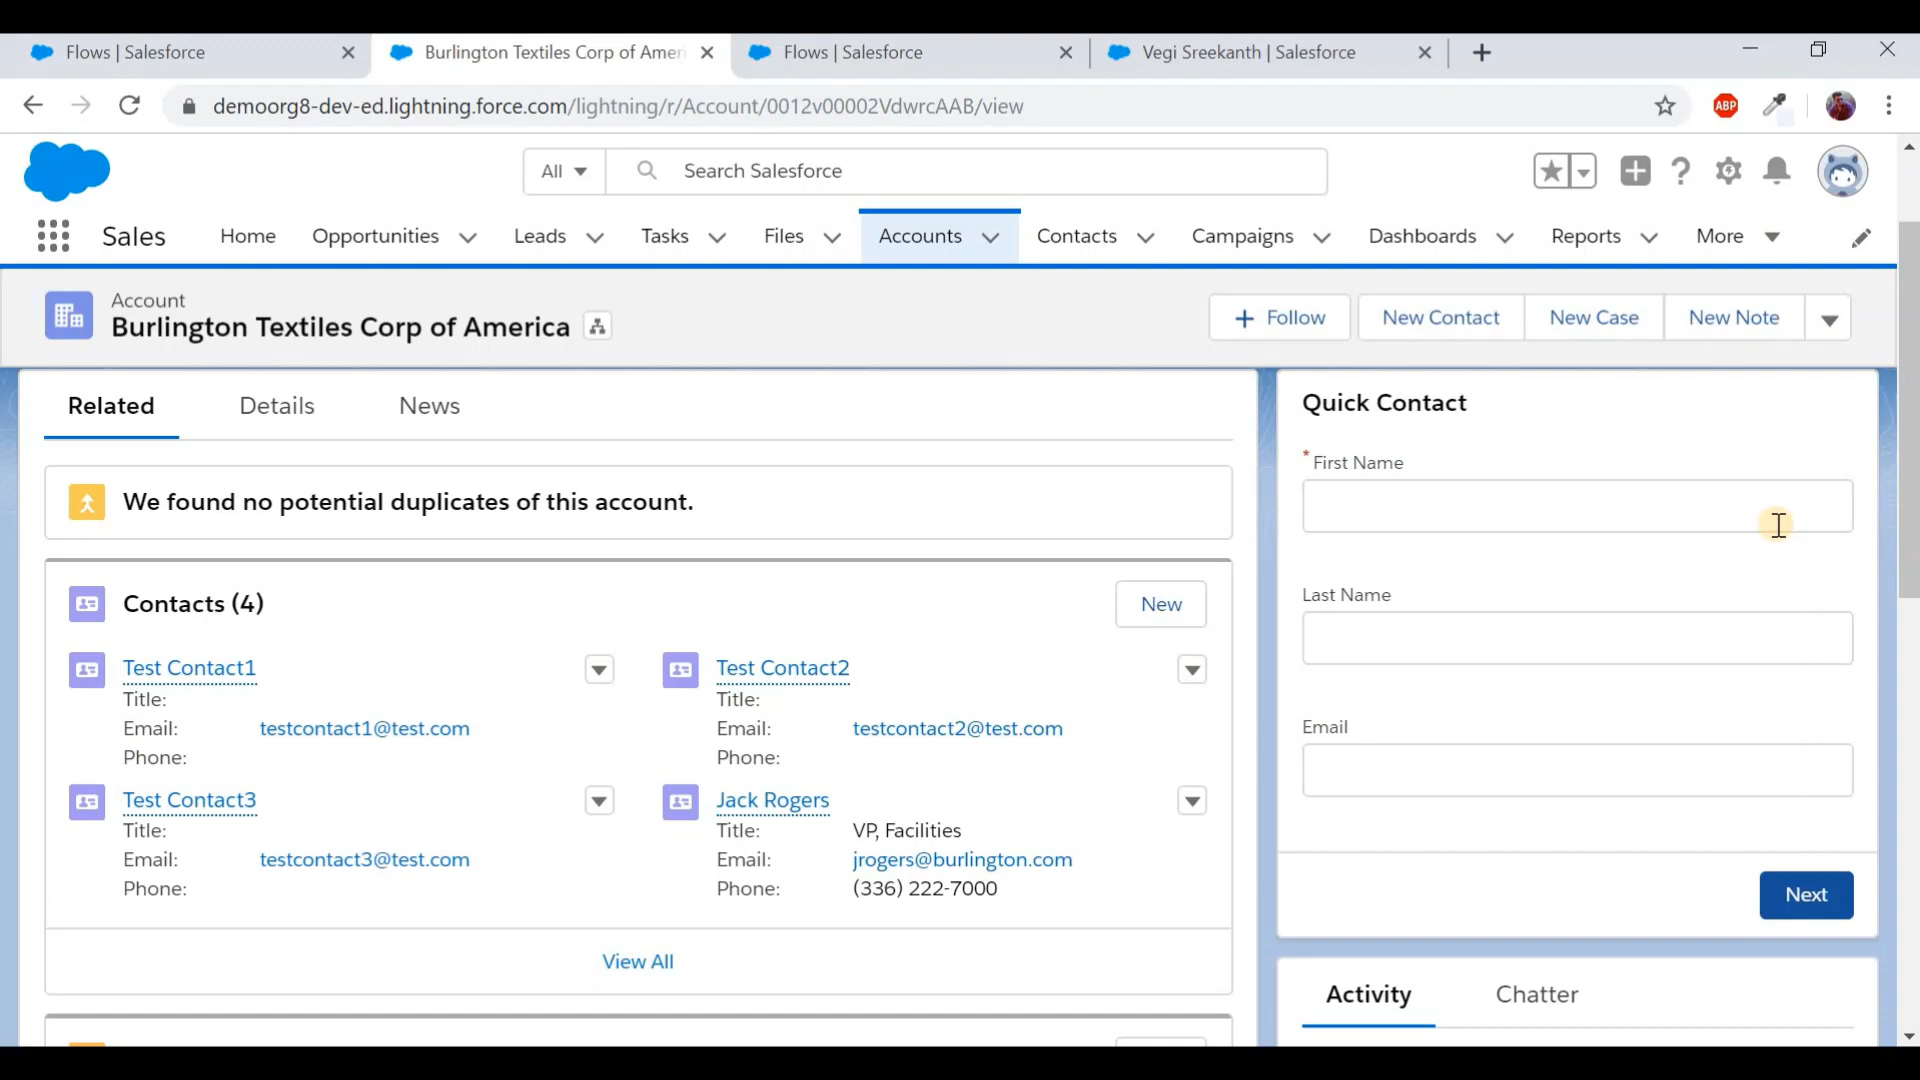 Flows | Salesforce
Burlington Textiles Corp of Ameri
Flows | Salesforce
Vegi Sreekanth | Salesforce
demoorg8-dev-ed.lightning.force.com/lightning/r/Account/0012v00002VdwrcAAB/view
ABP
All
Search Salesforce
Sales
Home
Opportunities
Leads
Tasks
Files
Accounts
Contacts
Campaigns
Dashboards
Reports
More
Account
Burlington Textiles Corp of America
+ Follow
New Contact
New Case
New Note
Related
Details
News
We found no potential duplicates of this account.
Contacts (4)
New
Test Contact1
Title:
Email: testcontact1@test.com
Phone:
Test Contact2
Title:
Email: testcontact2@test.com
Phone:
Test Contact3
Title:
Email: testcontact3@test.com
Phone:
Jack Rogers
Title: VP, Facilities
Email: jrogers@burlington.com
Phone: (336) 222-7000
View All
Quick Contact
* First Name
Last Name
Email
Next
Activity
Chatter